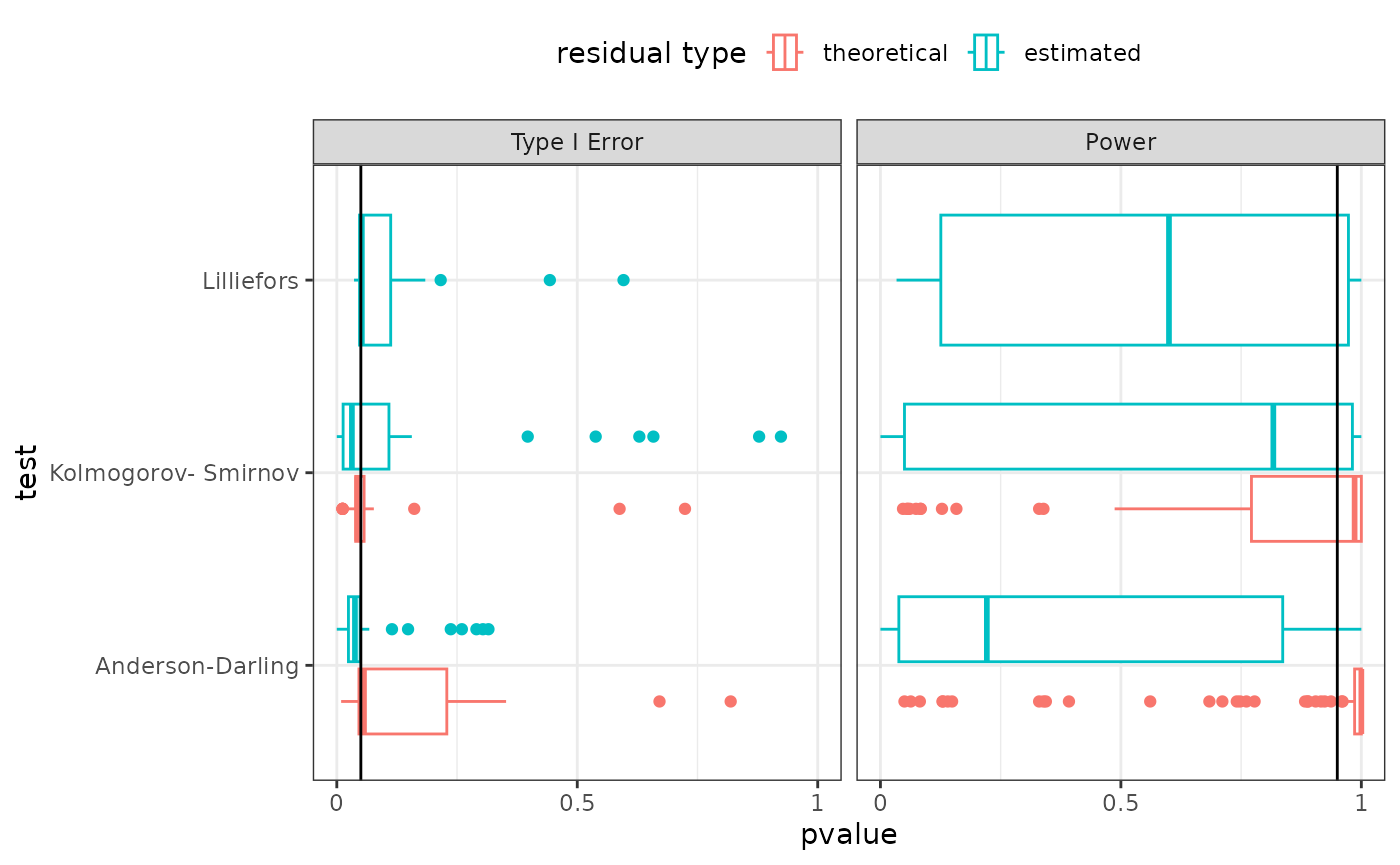 residual type theoretical estimated
Type I Error Power
Lilliefors
Kolmogorov- Smirnov
Anderson-Darling
test
0 0.5 1 0 0.5 1
pvalue